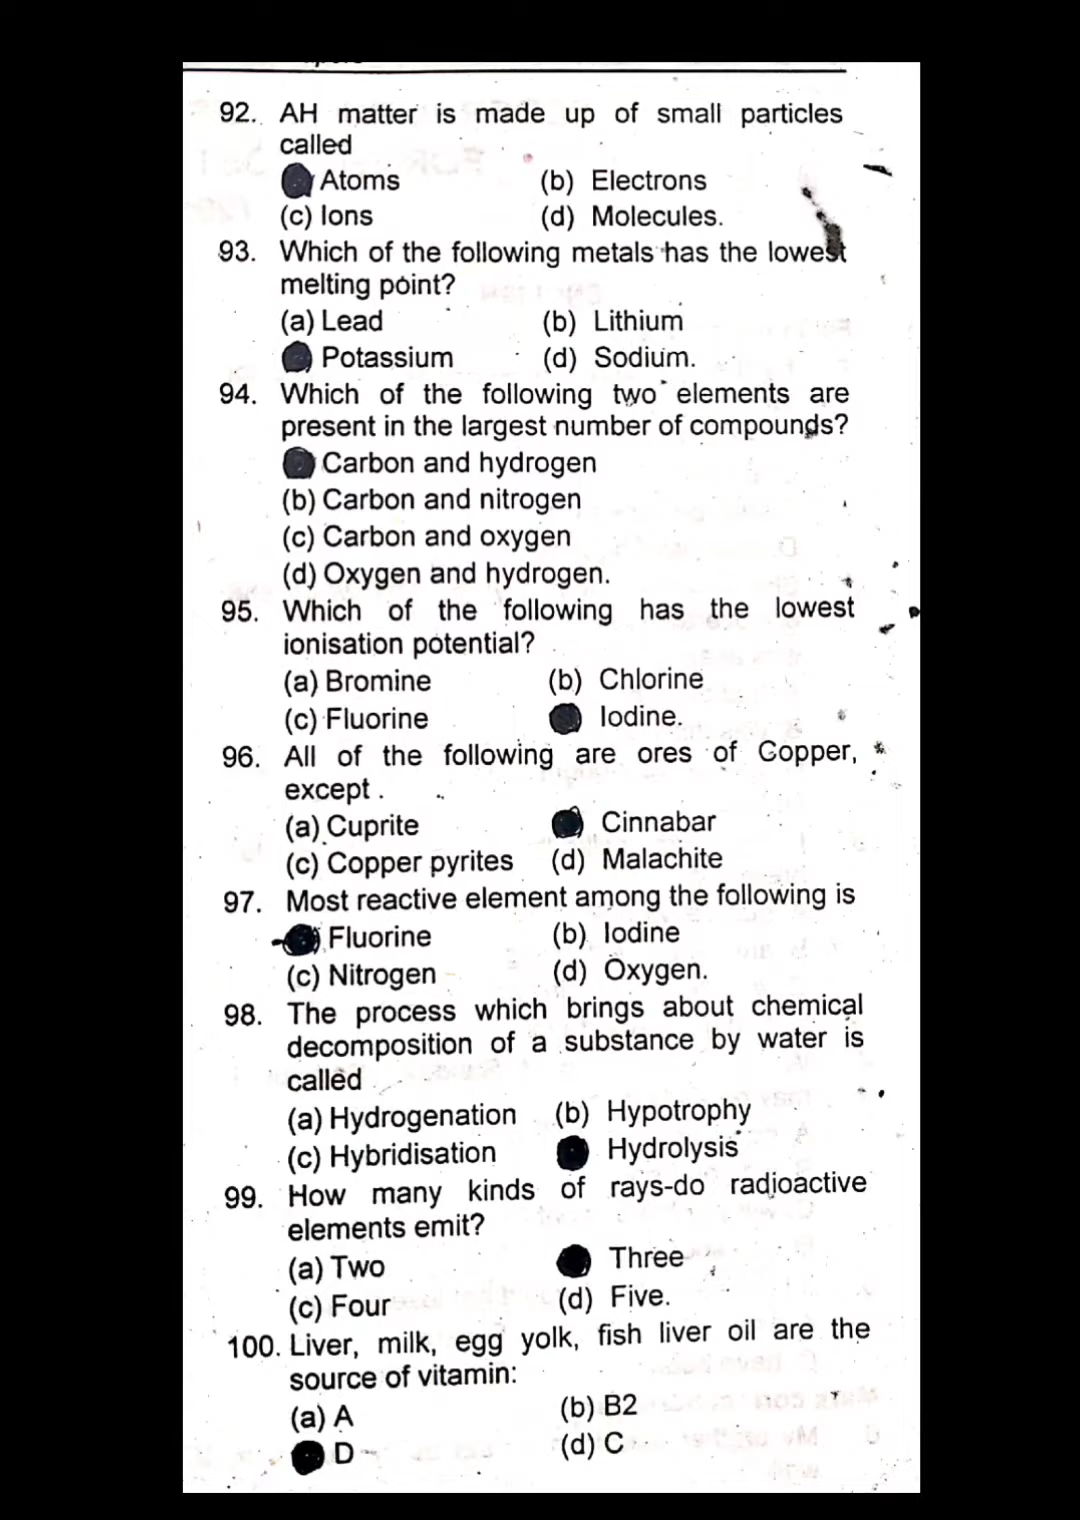 92. AH matter is made up of small particles
called
Atoms (b) Electrons
(c) Ions (d) Molecules.
93. Which of the following metals has the lowest
melting point?
(a) Lead (b) Lithium
Potassium (d) Sodium.
94. Which of the following two elements are
present in the largest number of compounds?
Carbon and hydrogen
(b) Carbon and nitrogen
(c) Carbon and oxygen
(d) Oxygen and hydrogen.
95. Which of the following has the lowest
ionisation potential?
(a) Bromine (b) Chlorine
(c) Fluorine Iodine.
96. All of the following are ores of Copper,
except .
(a) Cuprite Cinnabar
(c) Copper pyrites (d) Malachite
97. Most reactive element among the following is
Fluorine (b) Iodine
(c) Nitrogen (d) Oxygen.
98. The process which brings about chemical
decomposition of a substance by water is
called
(a) Hydrogenation (b) Hypotrophy
(c) Hybridisation Hydrolysis
99. How many kinds of rays-do radioactive
elements emit?
(a) Two Three
(c) Four (d) Five.
100. Liver, milk, egg yolk, fish liver oil are the
source of vitamin:
(a) A (b) B2
D (d) C